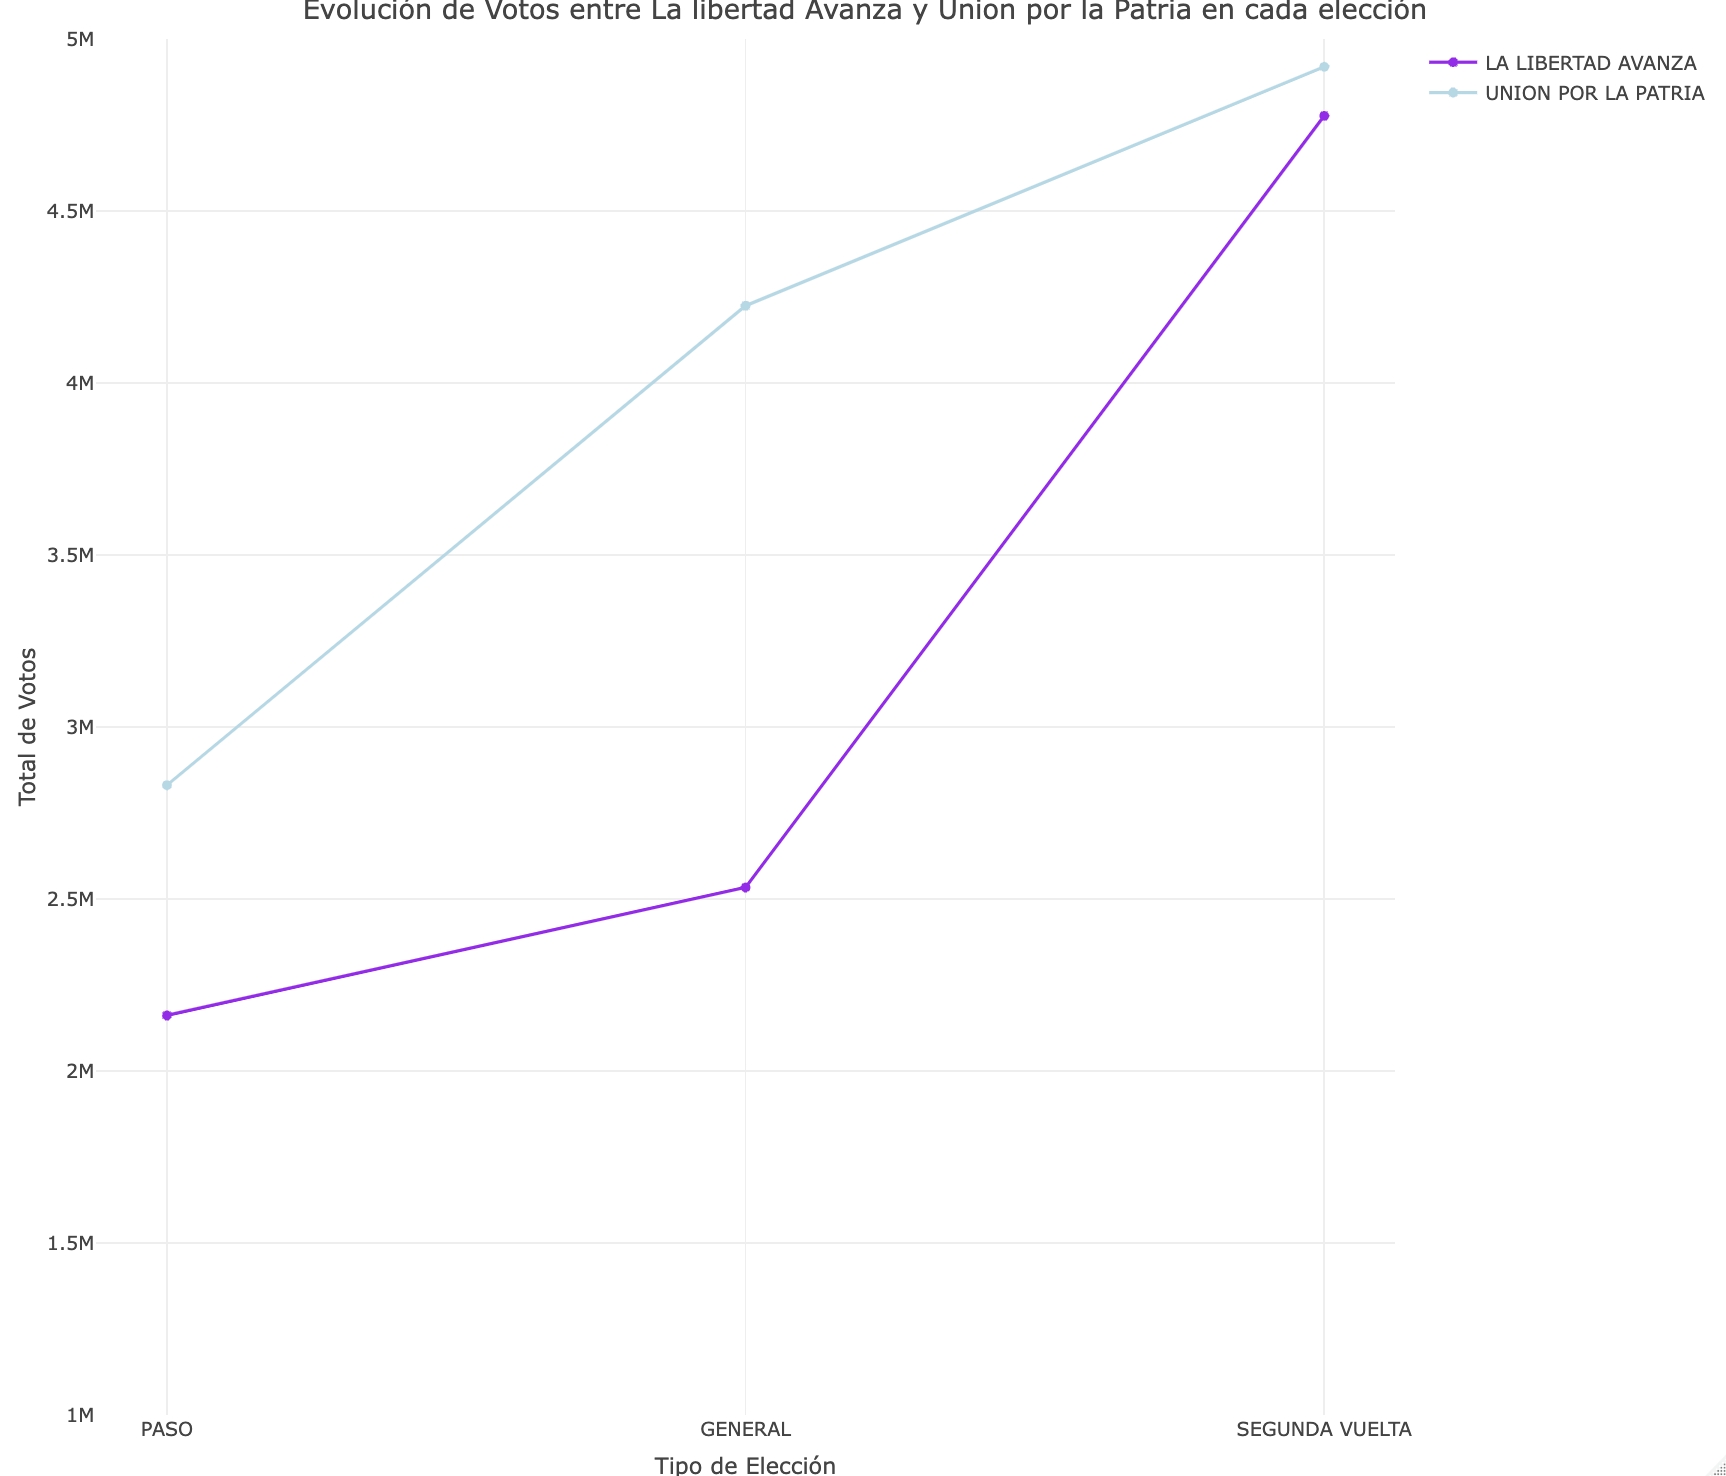 Evolución de Votos entre La libertad Avanza y Union por la Patria en cada elección
LA LIBERTAD AVANZA
UNION POR LA PATRIA
Total de Votos
5M
4.5M
4M
3.5M
3M
2.5M
2M
1.5M
1M
PASO
GENERAL
SEGUNDA VUELTA
Tipo de Elección